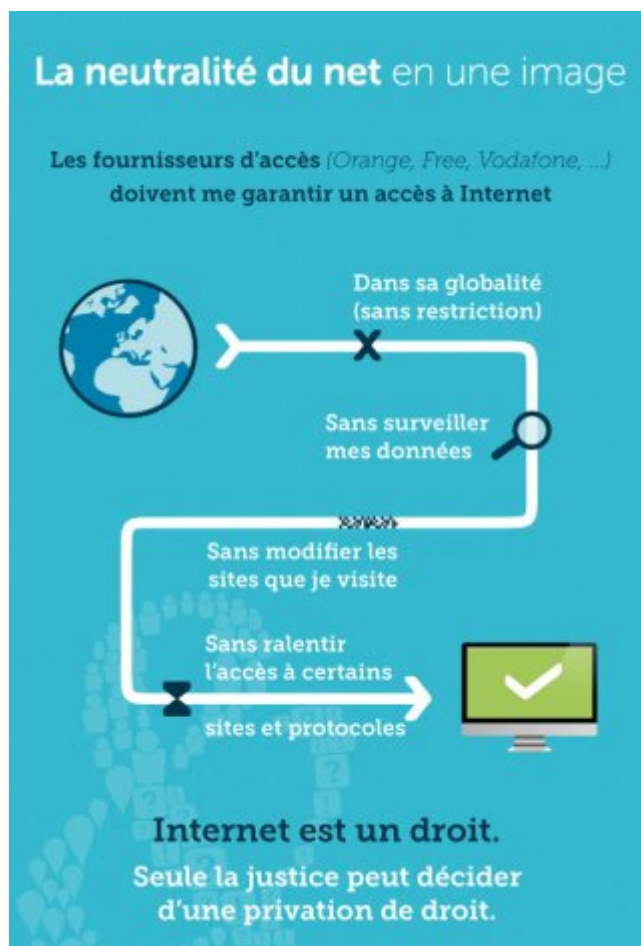 La neutralité du net en une image
Les fournisseurs d'accès (Orange, Free, Vodafone, ...)
doivent me garantir un accès à Internet
Dans sa globalité
(sans restriction)
Sans surveiller
mes données
Sans modifier les
sites que je visite
Sans ralentir
l'accès à certains
sites et protocoles
Internet est un droit.
Seule la justice peut décider
d'une privation de droit.